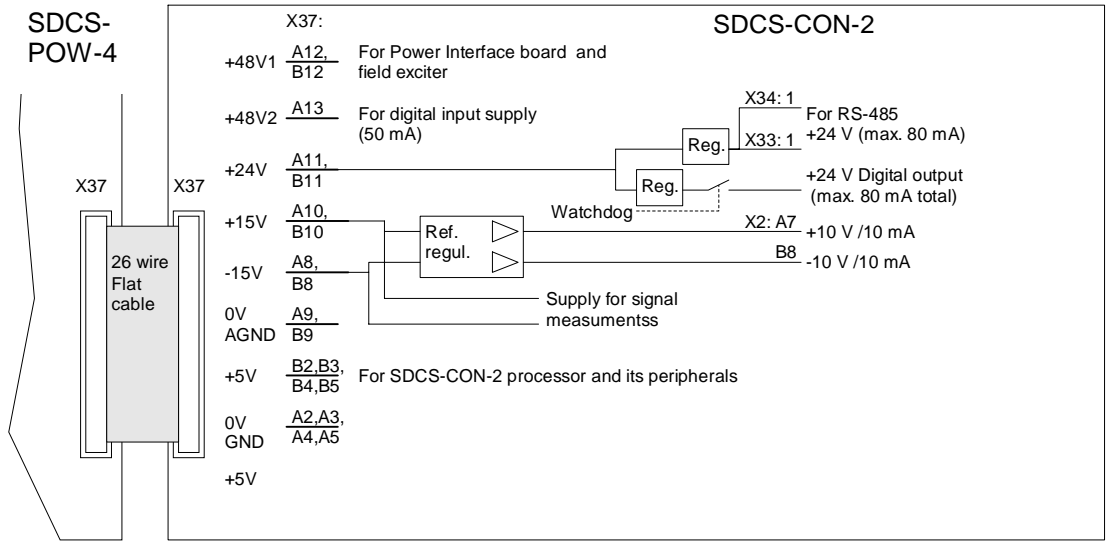 SDCS-
POW-4
X37:
SDCS-CON-2
+48V1
A12,
B12
For Power Interface board and
field exciter
+48V2
A13
For digital input supply
(50 mA)
X34: 1
For RS-485
+24 V (max. 80 mA)
X33: 1
Reg.
+24V
A11,
B11
Reg.
+24 V Digital output
(max. 80 mA total)
Watchdog
X37
X37
+15V
A10,
B10
Ref.
regul.
X2: A7
+10 V /10 mA
B8
-10 V /10 mA
-15V
A8,
B8
26 wire
Flat
cable
Supply for signal
measumentss
0V
AGND
A9,
B9
+5V
B2,B3,
B4,B5
For SDCS-CON-2 processor and its peripherals
0V
GND
A2,A3,
A4,A5
+5V